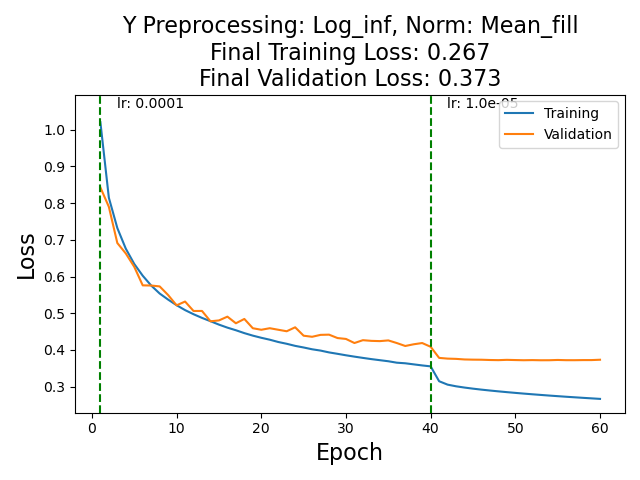 Y Preprocessing: Log_inf, Norm: Mean_fill
Final Training Loss: 0.267
Final Validation Loss: 0.373
lr: 0.0001
lr: 1.0e-05
Training
Validation
Loss
1.0
0.9
0.8
0.7
0.6
0.5
0.4
0.3
0 10 20 30 40 50 60
Epoch